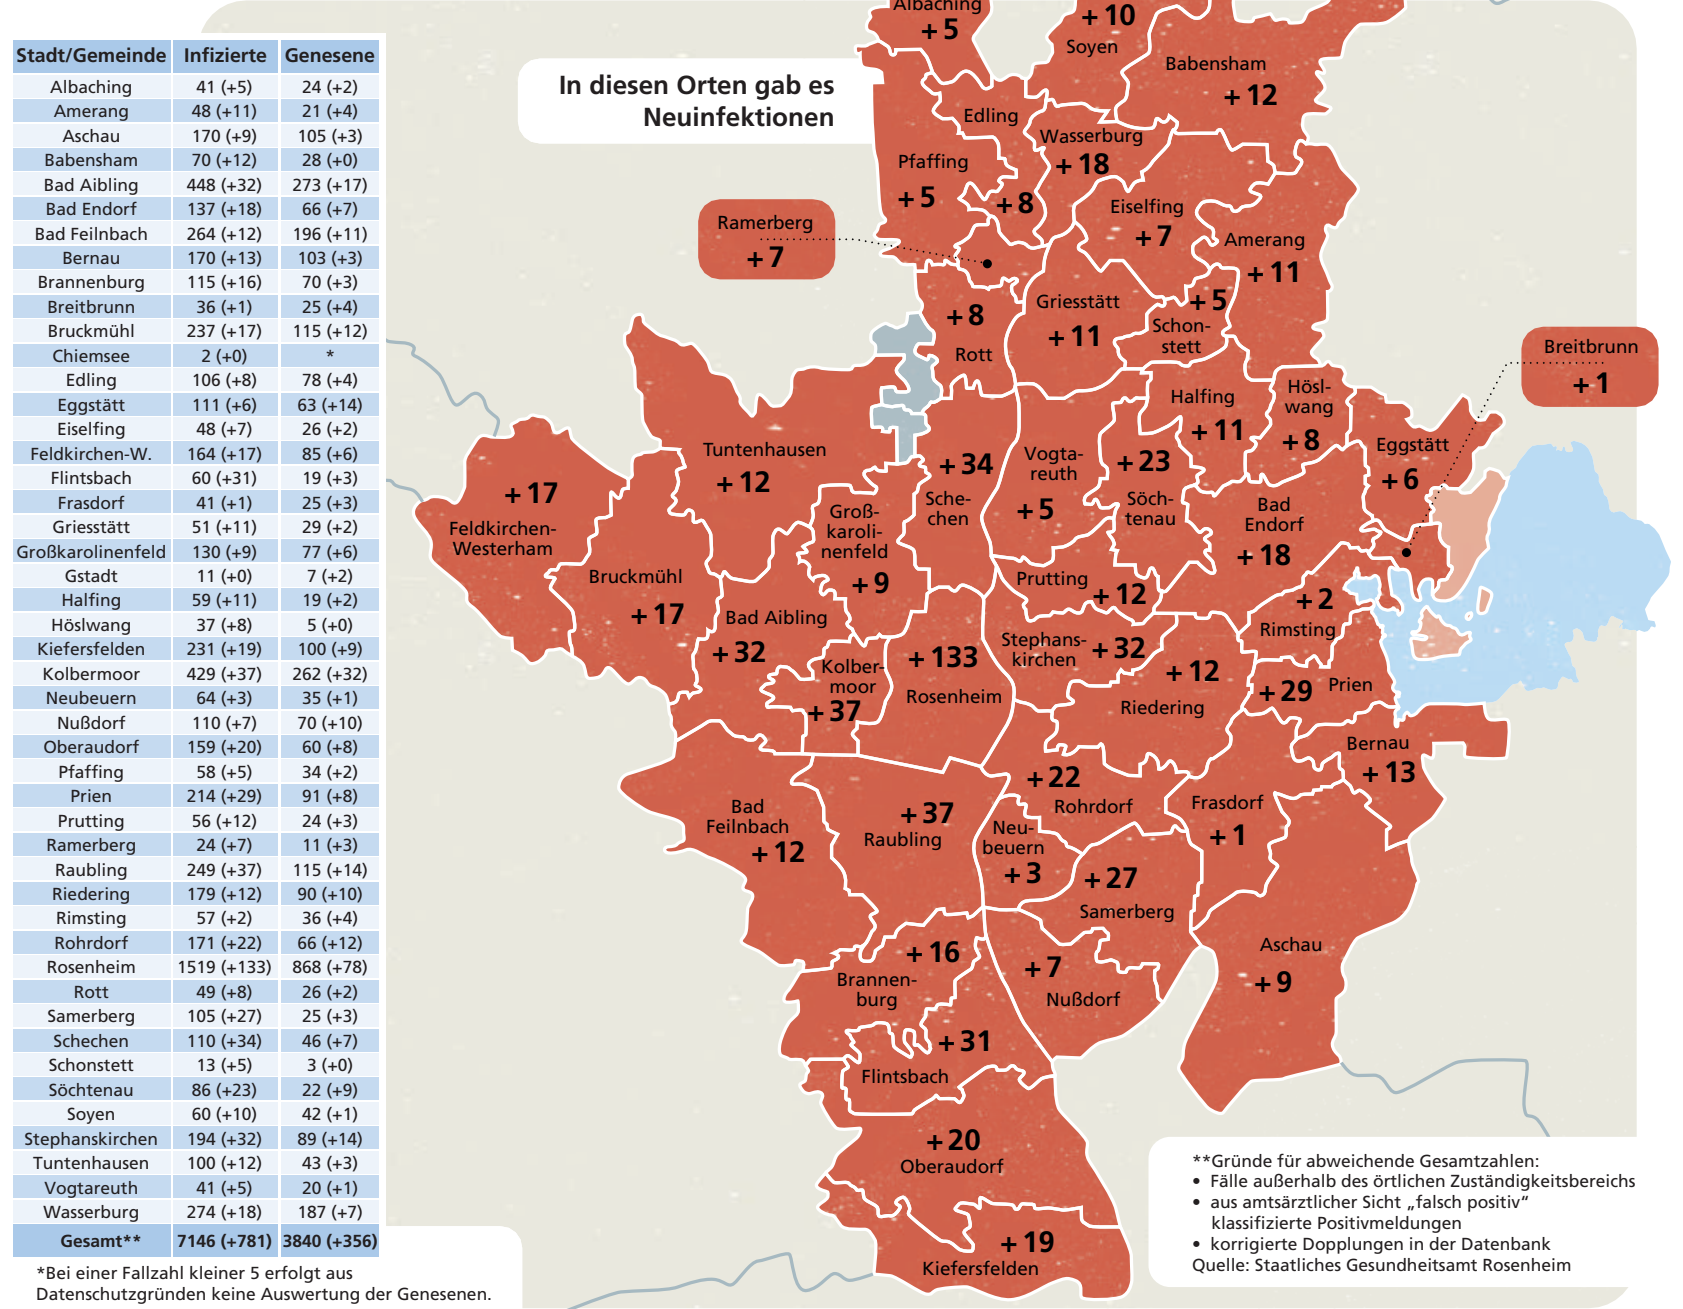 Stadt/Gemeinde Infizierte Genesene
Albaching 41 (+5) 24 (+2)
Amerang 48 (+11) 21 (+4)
Aschau 170 (+9) 105 (+3)
Babensham 70 (+12) 28 (+0)
Bad Aibling 448 (+32) 273 (+17)
Bad Endorf 137 (+18) 66 (+7)
Bad Feilnbach 264 (+12) 196 (+11)
Bernau 170 (+13) 103 (+3)
Brannenburg 115 (+16) 70 (+3)
Breitbrunn 36 (+1) 25 (+4)
Bruckmühl 237 (+17) 115 (+12)
Chiemsee 2 (+0) *
Edling 106 (+8) 78 (+4)
Eggstätt 111 (+6) 63 (+14)
Eiselfing 48 (+7) 26 (+2)
Feldkirchen-W. 164 (+17) 85 (+6)
Flintsbach 60 (+31) 19 (+3)
Frasdorf 41 (+1) 25 (+3)
Griesstätt 51 (+11) 29 (+2)
Großkarolinenfeld 130 (+9) 77 (+6)
Gstadt 11 (+0) 7 (+2)
Halfing 59 (+11) 19 (+2)
Höslwang 37 (+8) 5 (+0)
Kiefersfelden 231 (+19) 100 (+9)
Kolbermoor 429 (+37) 262 (+32)
Neubeuern 64 (+3) 35 (+1)
Nußdorf 110 (+7) 70 (+10)
Oberaudorf 159 (+20) 60 (+8)
Pfaffing 58 (+5) 34 (+2)
Prien 214 (+29) 91 (+8)
Prutting 56 (+12) 24 (+3)
Ramerberg 24 (+7) 11 (+3)
Raubling 249 (+37) 115 (+14)
Riedering 179 (+12) 90 (+10)
Rimsting 57 (+2) 36 (+4)
Rohrdorf 171 (+22) 66 (+12)
Rosenheim 1519 (+133) 868 (+78)
Rott 49 (+8) 26 (+2)
Samerberg 105 (+27) 25 (+3)
Schechen 110 (+34) 46 (+7)
Schonstett 13 (+5) 3 (+0)
Söchtenau 86 (+23) 22 (+9)
Soyen 60 (+10) 42 (+1)
Stephanskirchen 194 (+32) 89 (+14)
Tuntenhausen 100 (+12) 43 (+3)
Vogtareuth 41 (+5) 20 (+1)
Wasserburg 274 (+18) 187 (+7)
Gesamt** 7146 (+781) 3840 (+356)
*Bei einer Fallzahl kleiner 5 erfolgt aus
Datenschutzgründen keine Auswertung der Genesenen.
In diesen Orten gab es
Neuinfektionen
Albaching
+ 5
+ 10
Soyen
Babensham
+ 12
Edling
+ 8
Wasserburg
+ 18
Pfaffing
+ 5
Ramerberg
+ 7
Eiselfing
+ 7
Amerang
+ 11
+ 8
Rott
Griesstätt
+ 11
+ 5
Schon-
stett
Breitbrunn
+ 1
Halfing
+ 11
Hösl-
wang
+ 8
Eggstätt
+ 6
Tuntenhausen
+ 12
+ 34
Sche-
chen
Vogta-
reuth
+ 5
+ 23
Söch-
tenau
Bad
Endorf
+ 18
+ 17
Feldkirchen-
Westerham
Groß-
karoli-
nenfeld
+ 9
Bruckmühl
+ 17
Prutting
+ 12
+ 2
Rimsting
Bad Aibling
+ 32
Kolber-
moor
+ 37
+ 133
Rosenheim
Stephans-
kirchen
+ 32
+ 12
Riedering
+ 29
Prien
Bernau
+ 13
+ 22
Rohrdorf
Frasdorf
+ 1
Bad
Feilnbach
+ 12
+ 37
Raubling
Neu-
beuern
+ 3
+ 27
Samerberg
Aschau
+ 9
+ 16
Brannen-
burg
+ 7
Nußdorf
+ 31
Flintsbach
+ 20
Oberaudorf
+ 19
Kiefersfelden
**Gründe für abweichende Gesamtzahlen:
• Fälle außerhalb des örtlichen Zuständigkeitsbereichs
• aus amtsärztlicher Sicht „falsch positiv“
klassifizierte Positivmeldungen
• korrigierte Dopplungen in der Datenbank
Quelle: Staatliches Gesundheitsamt Rosenheim